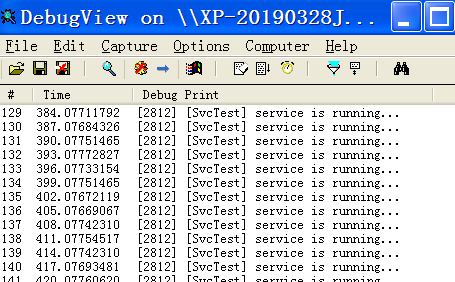 DebugView on \\XP-20190328J...
File Edit Capture Options Computer Help
# Time Debug Print
129 384.07711792 [2812] [SvcTest] service is running...
130 387.07684326 [2812] [SvcTest] service is running...
131 390.07751465 [2812] [SvcTest] service is running...
132 393.07772827 [2812] [SvcTest] service is running...
133 396.07733154 [2812] [SvcTest] service is running...
134 399.07751465 [2812] [SvcTest] service is running...
135 402.07672119 [2812] [SvcTest] service is running...
136 405.07669067 [2812] [SvcTest] service is running...
137 408.07742310 [2812] [SvcTest] service is running...
138 411.07754517 [2812] [SvcTest] service is running...
139 414.07742310 [2812] [SvcTest] service is running...
140 417.07693481 [2812] [SvcTest] service is running...
141 420.07760620 [2812] [SvcTest] service is running...